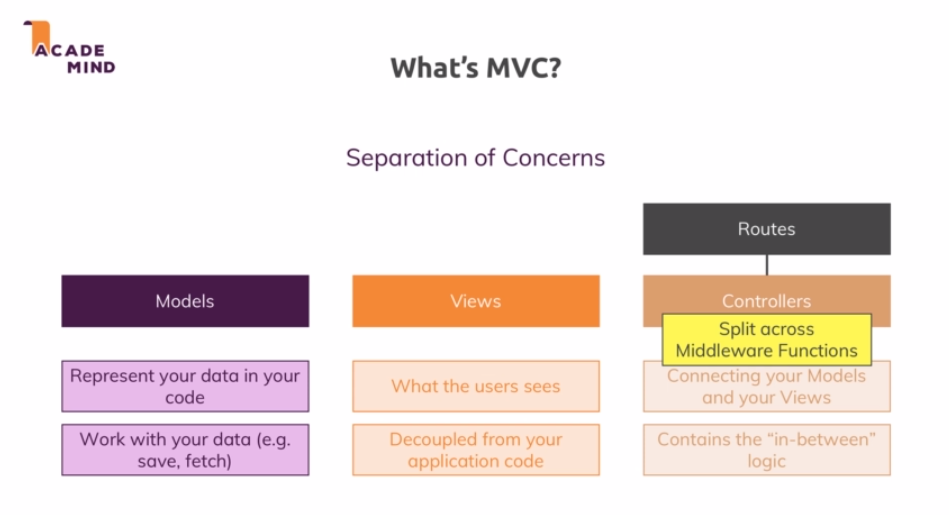 ACADE
MIND
What's MVC?
Separation of Concerns
Routes
Models
Views
Controllers
Split across
Middleware Functions
Represent your data in your
code
What the users sees
Connecting your Models
and your Views
Work with your data (e.g.
save, fetch)
Decoupled from your
application code
Contains the “in-between”
logic